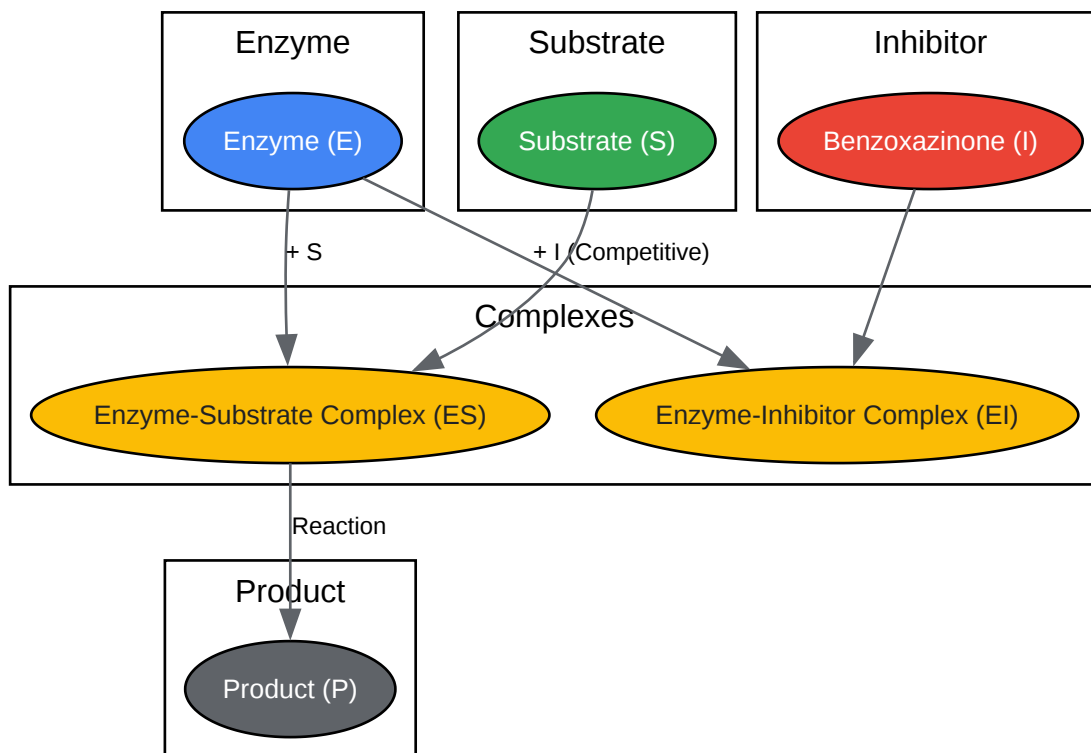 Enzyme
Substrate
Inhibitor
Enzyme (E)
Substrate (S)
Benzoxazinone (I)
+ S
+ I (Competitive)
Complexes
Enzyme-Substrate Complex (ES)
Enzyme-Inhibitor Complex (EI)
Reaction
Product
Product (P)